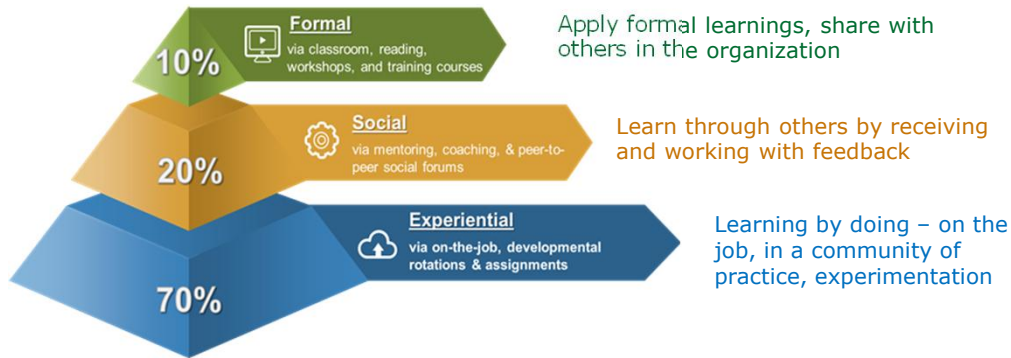 10%
Formal
via classroom, reading,
workshops, and training courses
Apply formal learnings, share with
others in the organization
20%
Social
via mentoring, coaching, & peer-to-
peer social forums
Learn through others by receiving
and working with feedback
70%
Experiential
via on-the-job, developmental
rotations & assignments
Learning by doing – on the
job, in a community of
practice, experimentation